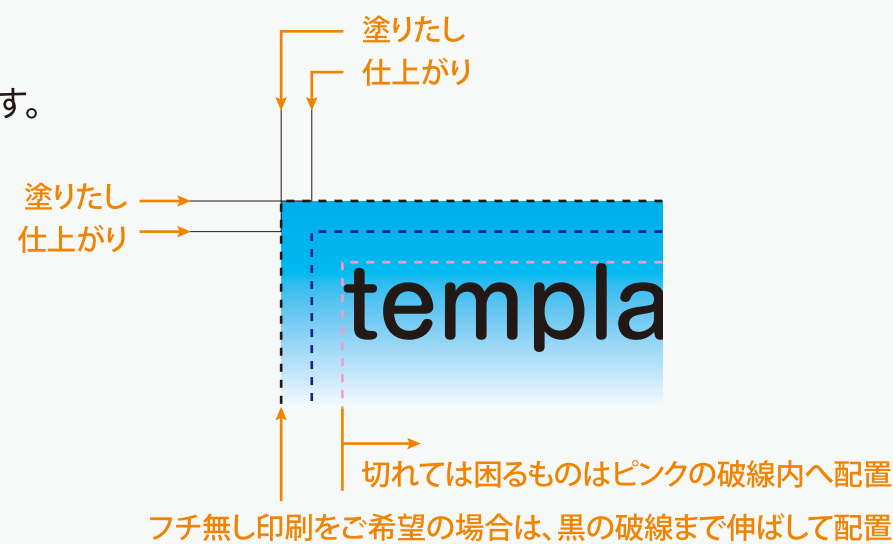 塗りたし
仕上がり
す。
塗りたし
仕上がり
templa
切れては困るものはピンクの破線内へ配置
フチ無し印刷をご希望の場合は、黒の破線まで伸ばして配置